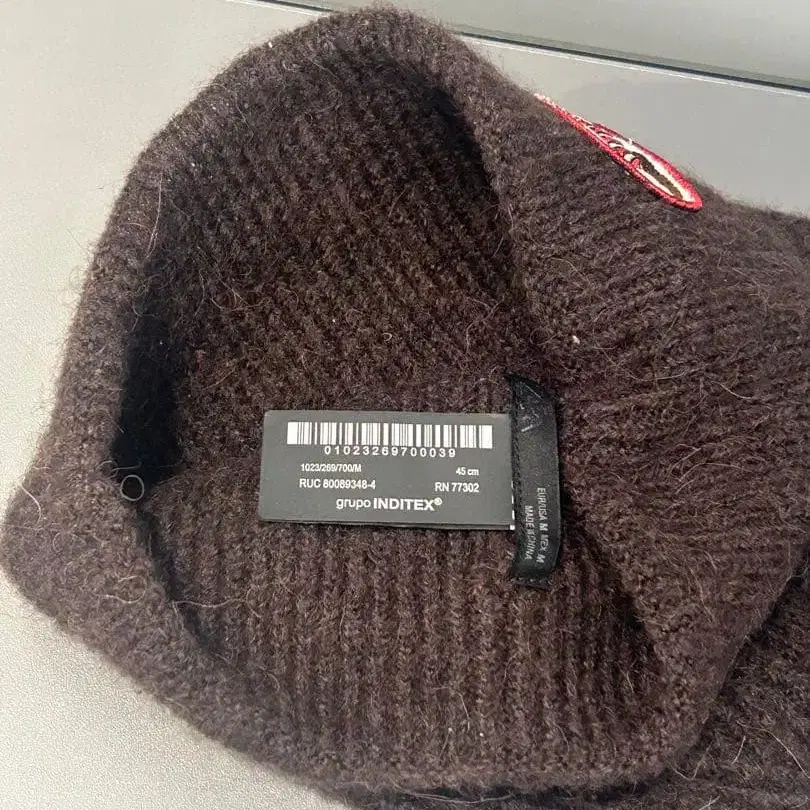 01023269700039
1023/269/700/M 45 cm
RUC 80089348-4 RN 77302
grupo INDITEX®
EUR/USA M MEX M
MADE IN CHINA